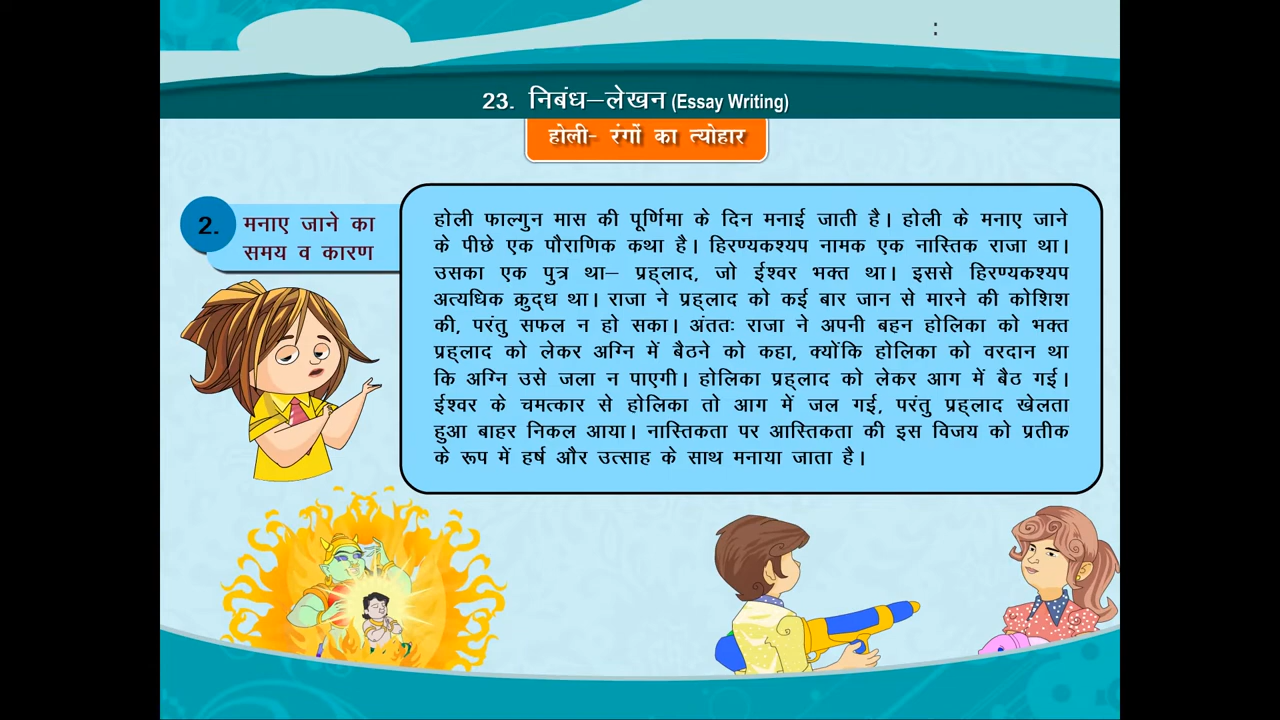 :
23. निबंध–लेखन (Essay Writing)
होली- रंगों का त्योहार
2. मनाए जाने का
समय व कारण
होली फाल्गुन मास की पूर्णिमा के दिन मनाई जाती है। होली के मनाए जाने
के पीछे एक पौराणिक कथा है। हिरण्यकश्यप नामक एक नास्तिक राजा था।
उसका एक पुत्र था– प्रह्लाद, जो ईश्वर भक्त था। इससे हिरण्यकश्यप
अत्यधिक क्रुद्ध था। राजा ने प्रह्लाद को कई बार जान से मारने की कोशिश
की, परंतु सफल न हो सका। अंततः राजा ने अपनी बहन होलिका को भक्त
प्रह्लाद को लेकर अग्नि में बैठने को कहा, क्योंकि होलिका को वरदान था
कि अग्नि उसे जला न पाएगी। होलिका प्रह्लाद को लेकर आग में बैठ गई।
ईश्वर के चमत्कार से होलिका तो आग में जल गई, परंतु प्रह्लाद खेलता
हुआ बाहर निकल आया। नास्तिकता पर आस्तिकता की इस विजय को प्रतीक
के रूप में हर्ष और उत्साह के साथ मनाया जाता है।